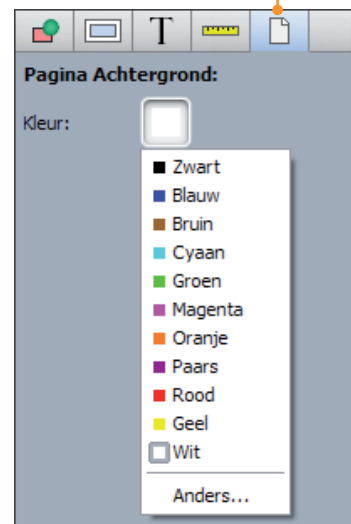 T
Pagina Achtergrond:
Kleur:
Zwart
Blauw
Bruin
Cyaan
Groen
Magenta
Oranje
Paars
Rood
Geel
Wit
Anders...